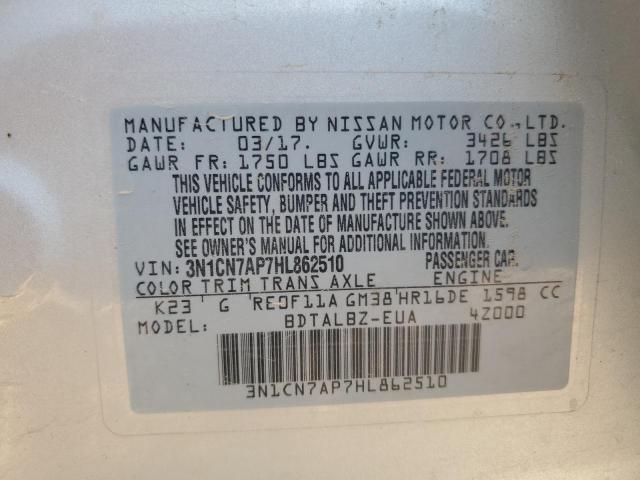 MANUFACTURED BY NISSAN MOTOR CO.,LTD.
DATE: 03/17. GVWR: 3426 LBS
GAWR FR: 1750 LBS GAWR RR: 1708 LBS
THIS VEHICLE CONFORMS TO ALL APPLICABLE FEDERAL MOTOR
VEHICLE SAFETY, BUMPER AND THEFT PREVENTION STANDARDS
IN EFFECT ON THE DATE OF MANUFACTURE SHOWN ABOVE.
SEE OWNER'S MANUAL FOR ADDITIONAL INFORMATION.
VIN: 3N1CN7AP7HL862510 PASSENGER CAR.
COLOR TRIM TRANS AXLE ENGINE
K23 G RE0F11A GM38 HR16DE 1598 CC
MODEL: BDTALBZ-EUA 4Z000
3N1CN7AP7HL862510